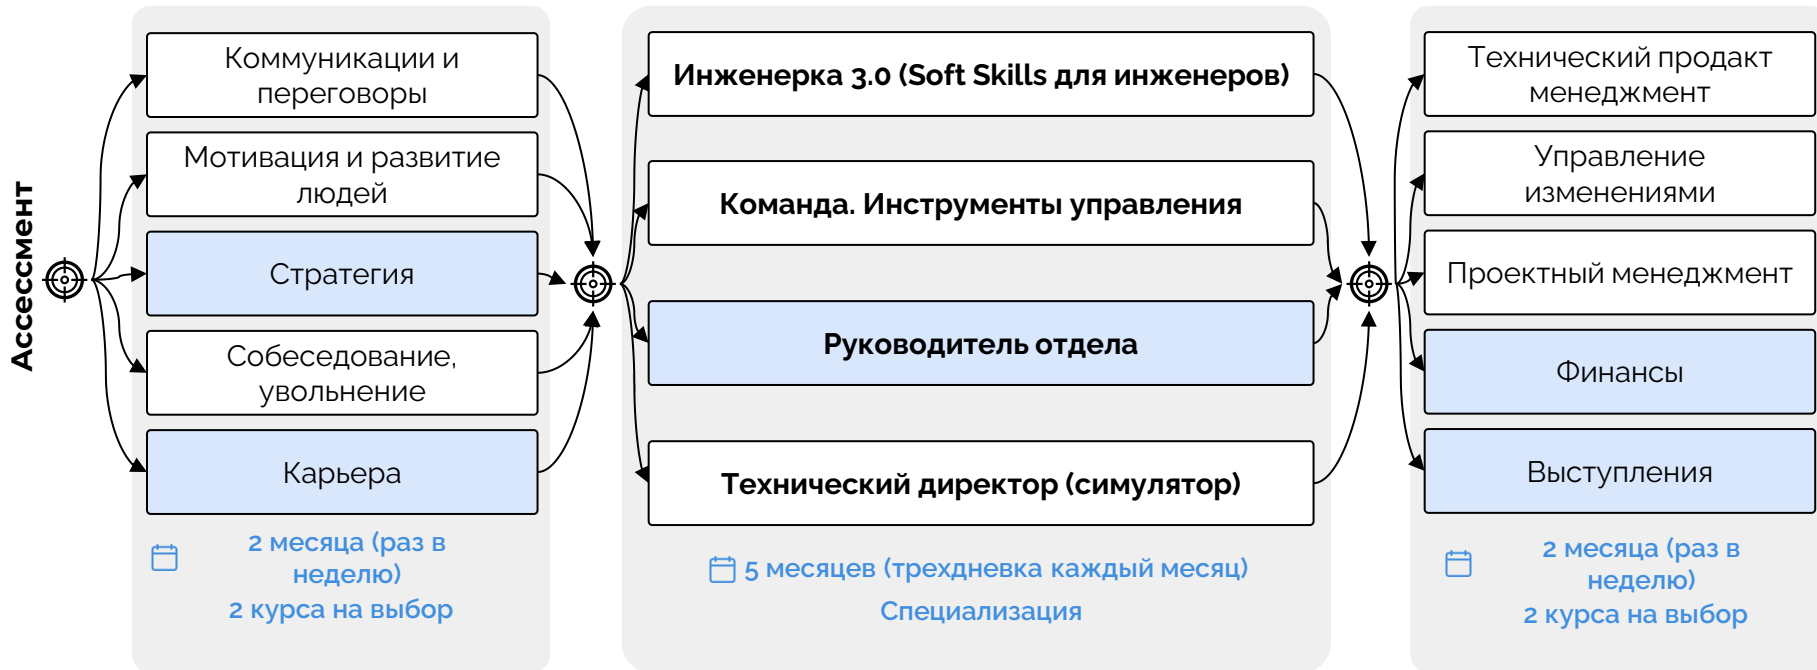 Ассессмент
Коммуникации и
переговоры
Мотивация и развитие
людей
Стратегия
Собеседование,
увольнение
Карьера
2 месяца (раз в
неделю)
2 курса на выбор
Инженерка 3.0 (Soft Skills для инженеров)
Команда. Инструменты управления
Руководитель отдела
Технический директор (симулятор)
5 месяцев (трехдневка каждый месяц)
Специализация
Технический продакт
менеджмент
Управление
изменениями
Проектный менеджмент
Финансы
Выступления
2 месяца (раз в
неделю)
2 курса на выбор